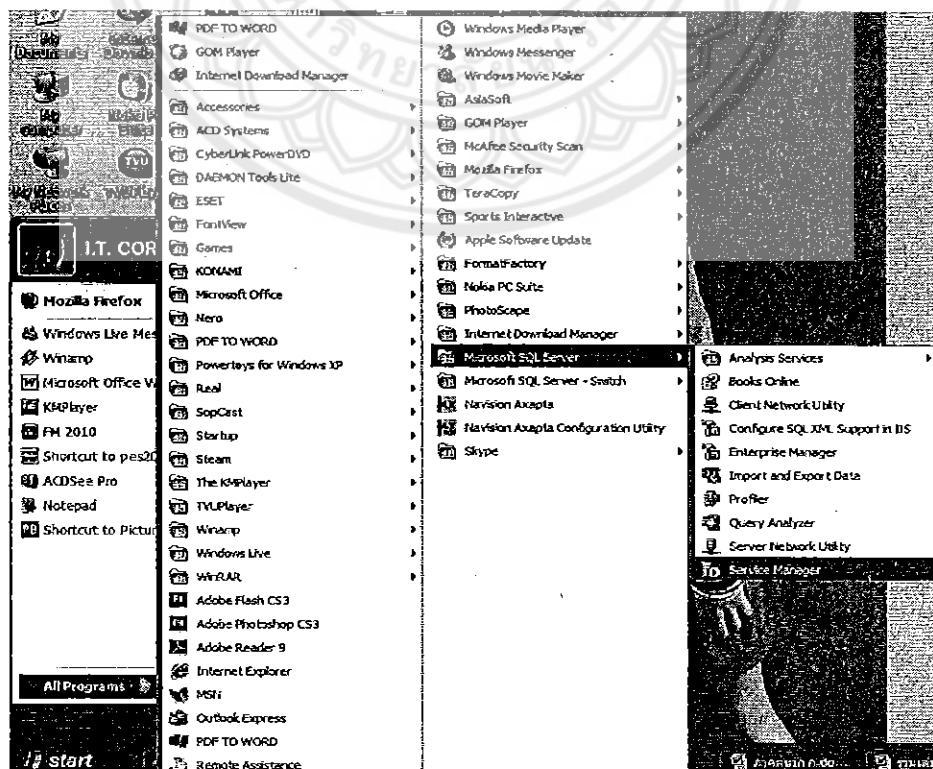 I.T. COR
Mozilla Firefox
Windows Live Mes
Winamp
Microsoft Office W
KMPlayer
FM 2010
Shortcut to pes20
ACDSee Pro
Notepad
Shortcut to Pictur
All Programs
start
PDF TO WORD
GOM Player
Internet Download Manager
Accessories
ACD Systems
CyberLink PowerDVD
DAEMON Tools Lite
ESET
FontView
Games
KONAMI
Microsoft Office
Nero
PDF TO WORD
Powertoys for Windows XP
Real
SopCast
Startup
Steam
The KMPlayer
TVUPlayer
Winamp
Windows Live
WinRAR
Adobe Flash CS3
Adobe Photoshop CS3
Adobe Reader 9
Internet Explorer
MSN
Outlook Express
PDF TO WORD
Remote Assistance
Windows Media Player
Windows Messenger
Windows Movie Maker
AsiaSoft
GOM Player
McAfee Security Scan
Mozilla Firefox
TeraCopy
Sports Interactive
Apple Software Update
FormatFactory
Nokia PC Suite
PhotoScape
Internet Download Manager
Microsoft SQL Server
Microsoft SQL Server - Switch
Navision Axapta
Navision Axapta Configuration Utility
Skype
Analysis Services
Books Online
Client Network Utility
Configure SQL XML Support in IIS
Enterprise Manager
Import and Export Data
Profiler
Query Analyzer
Server Network Utility
Service Manager